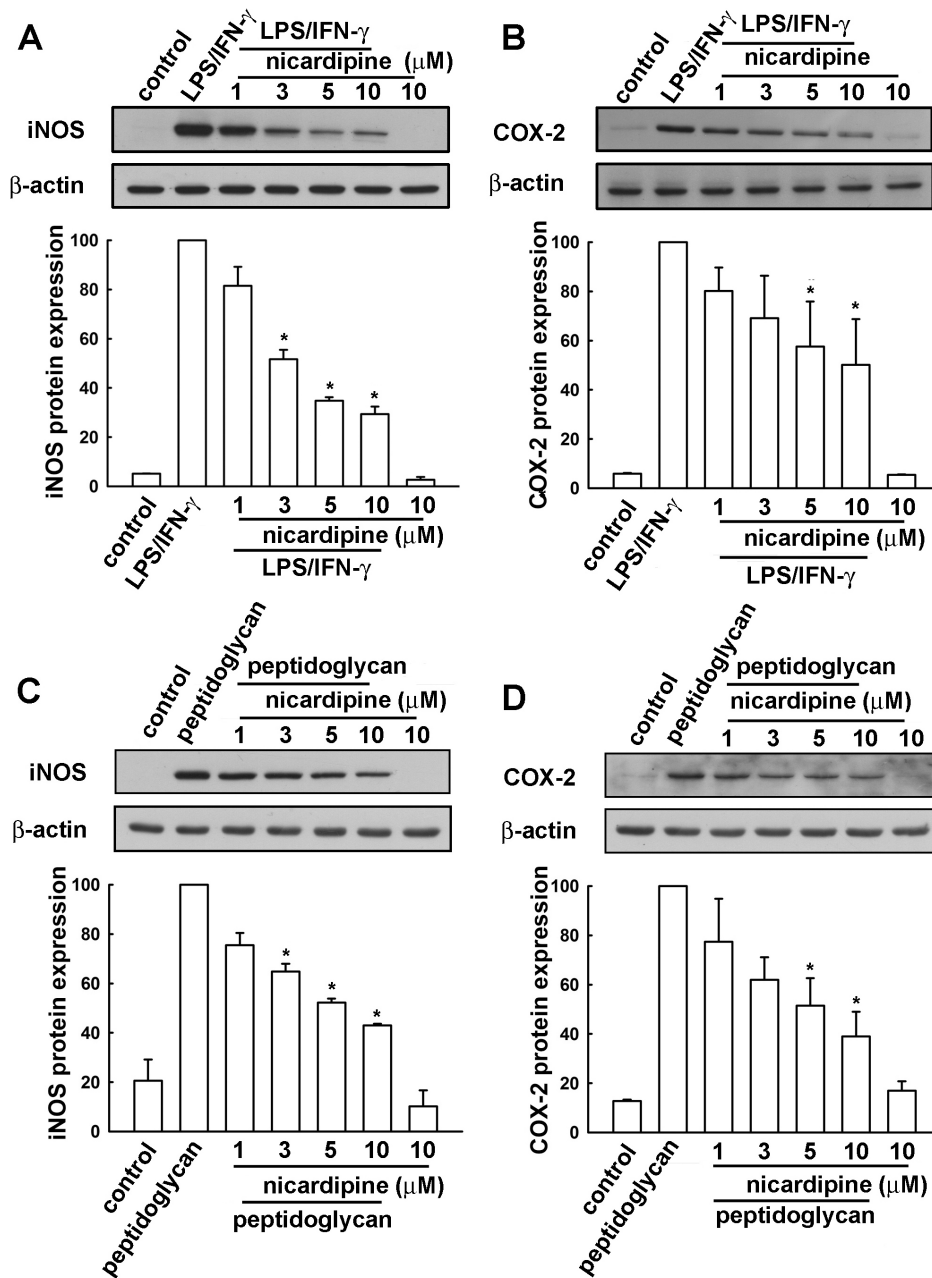 A
control
LPS/IFN-γ
LPS/IFN-γ
nicardipine (μM)
1 3 5 10 10
iNOS
β-actin
iNOS protein expression
100
80
60
40
20
0
*
*
*
control
LPS/IFN-γ
1 3 5 10 10
nicardipine (μM)
LPS/IFN-γ
B
control
LPS/IFN-γ
LPS/IFN-γ
nicardipine
1 3 5 10 10
COX-2
β-actin
COX-2 protein expression
100
80
60
40
20
0
*
*
control
LPS/IFN-γ
1 3 5 10 10
nicardipine (μM)
LPS/IFN-γ
C
control
peptidoglycan
peptidoglycan
nicardipine (μM)
1 3 5 10 10
iNOS
β-actin
iNOS protein expression
100
80
60
40
20
0
*
*
*
control
peptidoglycan
1 3 5 10 10
nicardipine (μM)
peptidoglycan
D
control
peptidoglycan
peptidoglycan
nicardipine (μM)
1 3 5 10 10
COX-2
β-actin
COX-2 protein expression
100
80
60
40
20
0
*
*
control
peptidoglycan
1 3 5 10 10
nicardipine (μM)
peptidoglycan